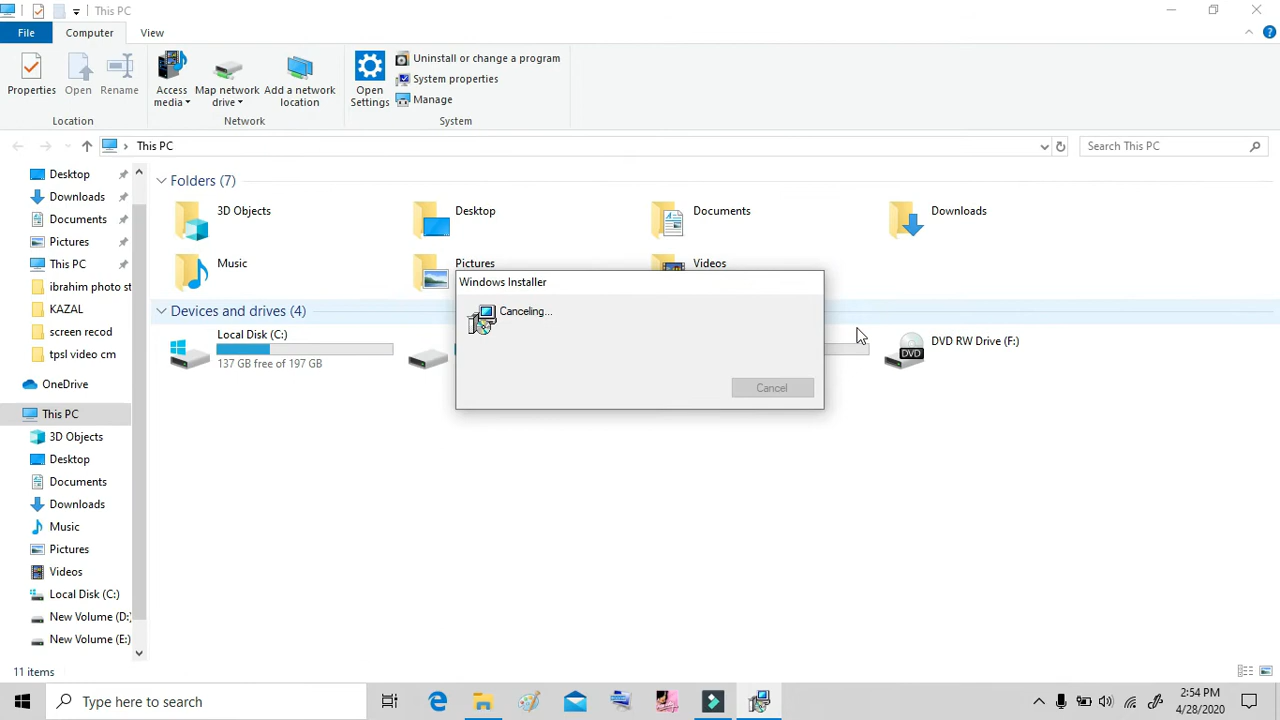 This PC
File
Computer
View
Properties
Open
Rename
Access media
Map network drive
Add a network location
Open Settings
Uninstall or change a program
System properties
Manage
Location
Network
System
This PC
Search This PC
Desktop
Downloads
Documents
Pictures
This PC
ibrahim photo st
KAZAL
screen recod
tpsl video cm
OneDrive
This PC
3D Objects
Desktop
Documents
Downloads
Music
Pictures
Videos
Local Disk (C:)
New Volume (D:)
New Volume (E:)
Folders (7)
3D Objects
Desktop
Documents
Downloads
Music
Pictures
Videos
Devices and drives (4)
Local Disk (C:)
137 GB free of 197 GB
DVD RW Drive (F:)
DVD
Windows Installer
Canceling...
Cancel
11 items
Type here to search
2:54 PM
4/28/2020